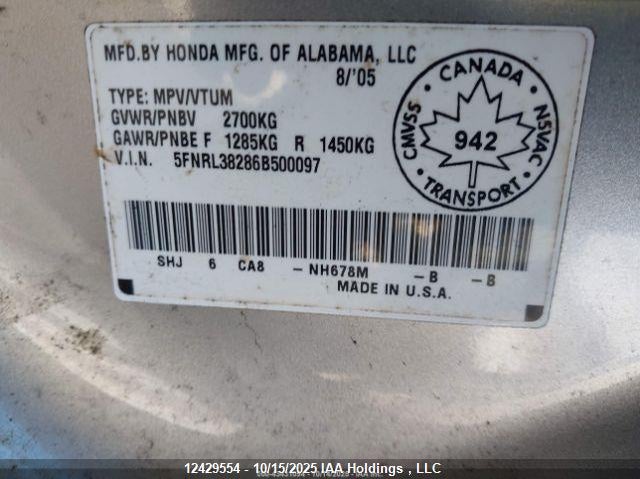 MFD.BY HONDA MFG. OF ALABAMA, LLC
8/'05
TYPE: MPV/VTUM
GVWR/PNBV 2700KG
GAWR/PNBE F 1285KG R 1450KG
V.I.N. 5FNRL38286B500097
CANADA
CMVSS 942 NSVAC
TRANSPORT
SHJ 6 CA8 -NH678M -B -B
MADE IN U.S.A.
12429554 - 10/15/2025 IAA Holdings , LLC